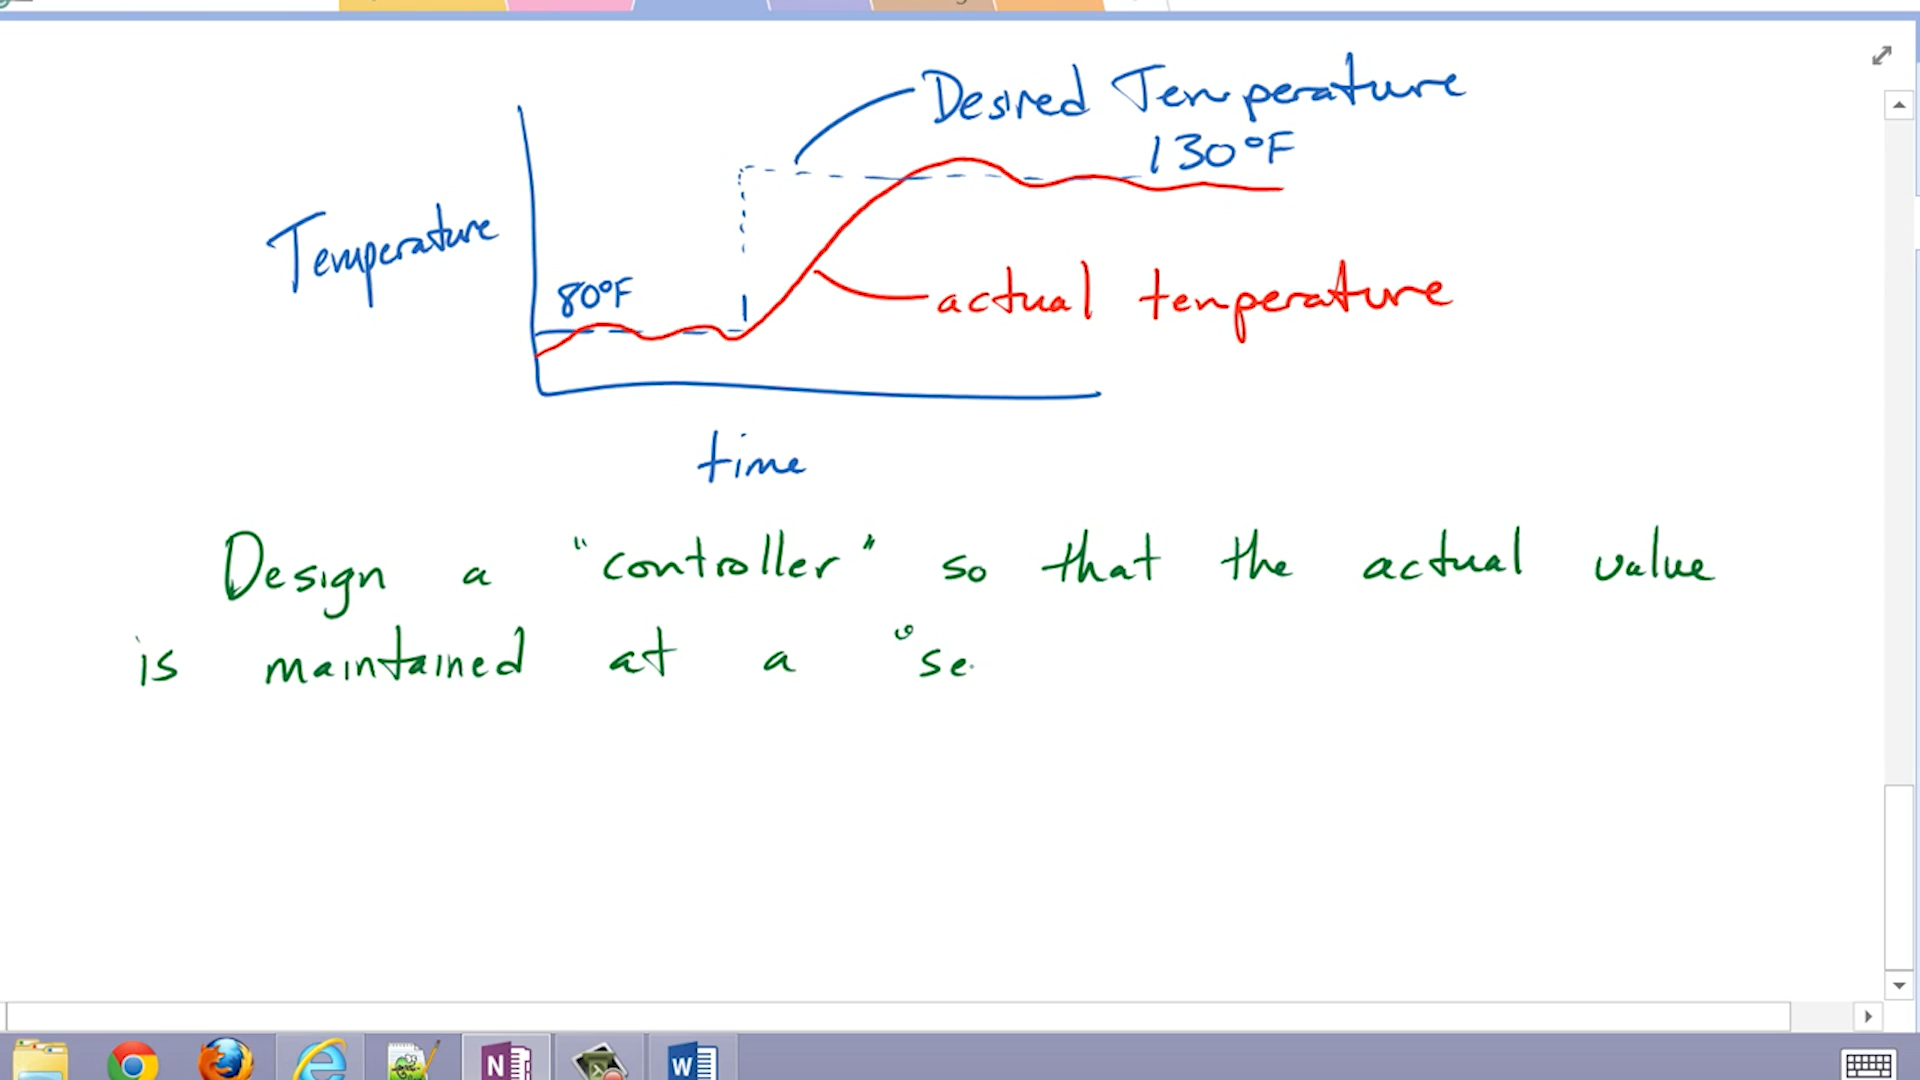 Desired Temperature
130°F
Temperature
80°F
actual temperature
time
Design a "controller" so that the actual value
is maintained at a "se
N
W